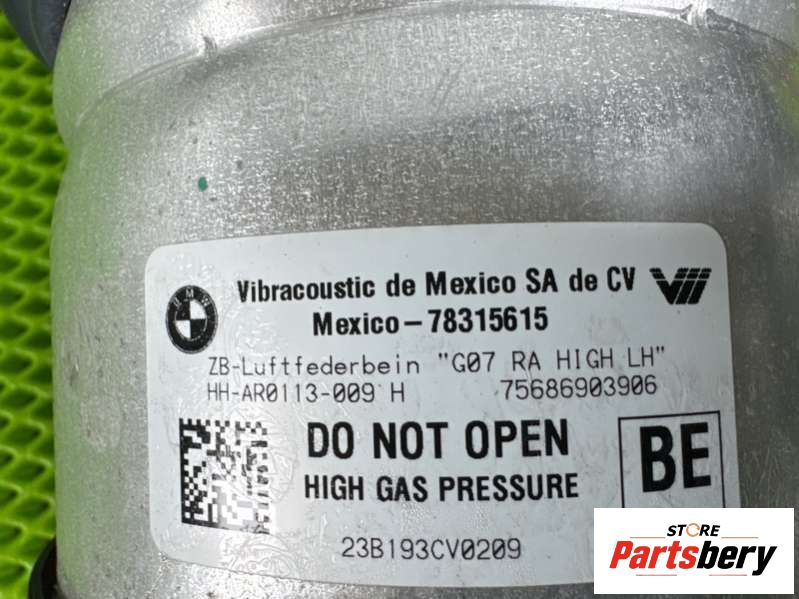 BMW
Vibracoustic de Mexico SA de CV
Mexico-78315615
ZB-Luftfederbein "G07 RA HIGH LH"
HH-AR0113-009 H 75686903906
DO NOT OPEN
HIGH GAS PRESSURE
BE
23B193CV0209
STORE
Partsbery